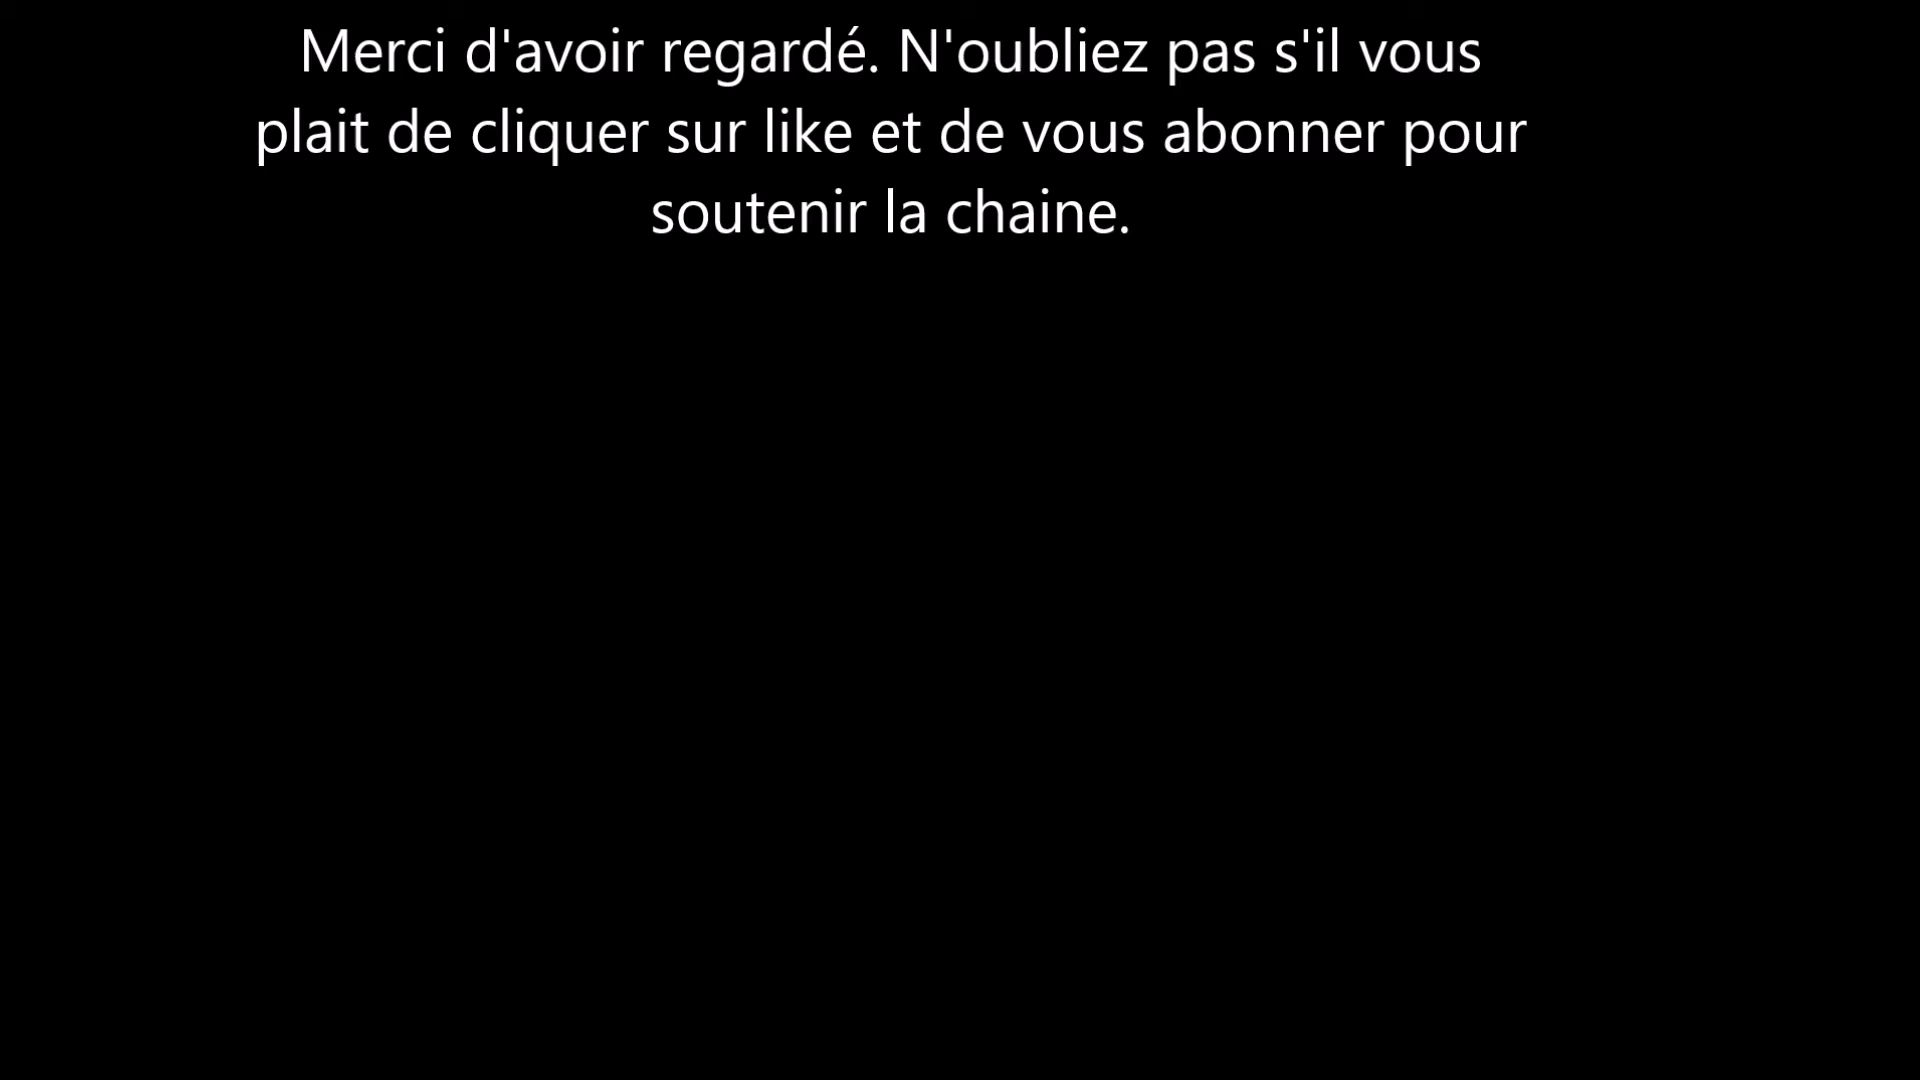 Merci d'avoir regardé. N'oubliez pas s'il vous
plait de cliquer sur like et de vous abonner pour
soutenir la chaine.